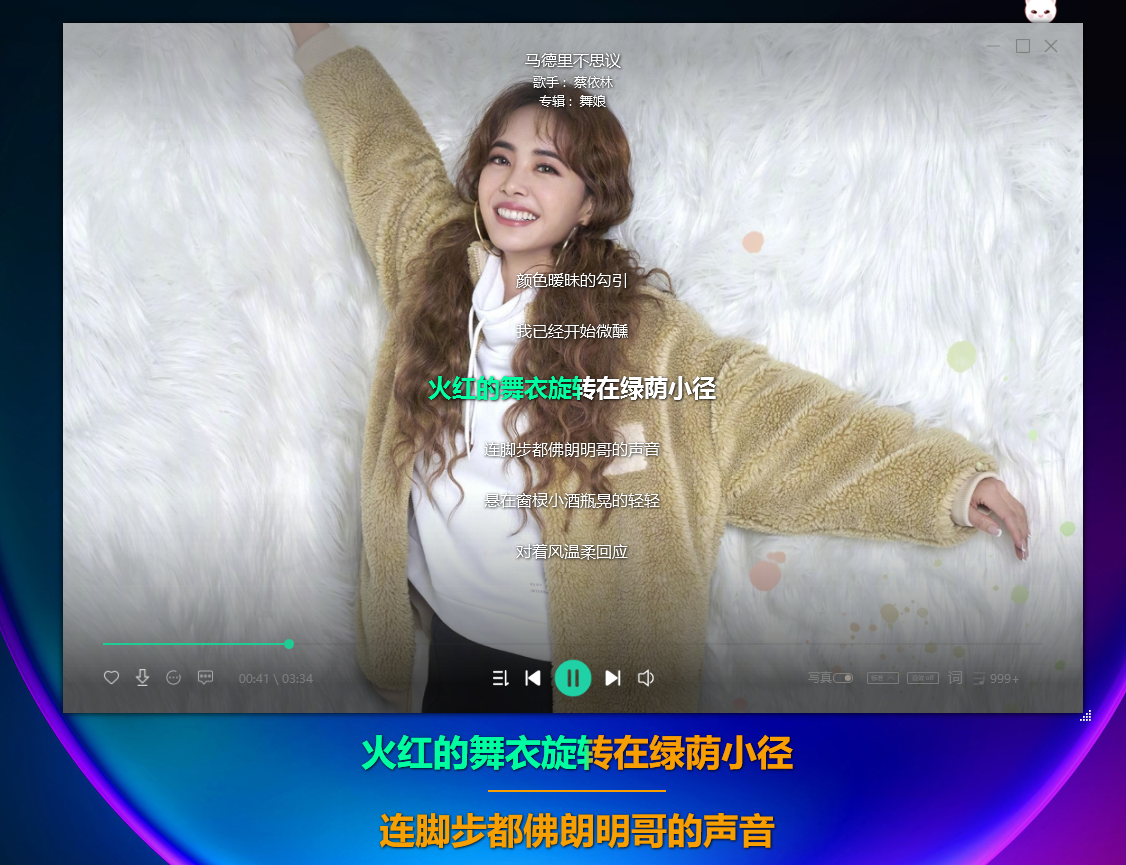 马德里不思议
歌手：蔡依林
专辑：舞娘
颜色暧昧的勾引
我已经开始微醺
火红的舞衣旋转在绿荫小径
连脚步都佛朗明哥的声音
悬在窗棂小酒瓶晃的轻轻
对着风温柔回应
00:41 \ 03:34
写真
词
999+
火红的舞衣旋转在绿荫小径
连脚步都佛朗明哥的声音